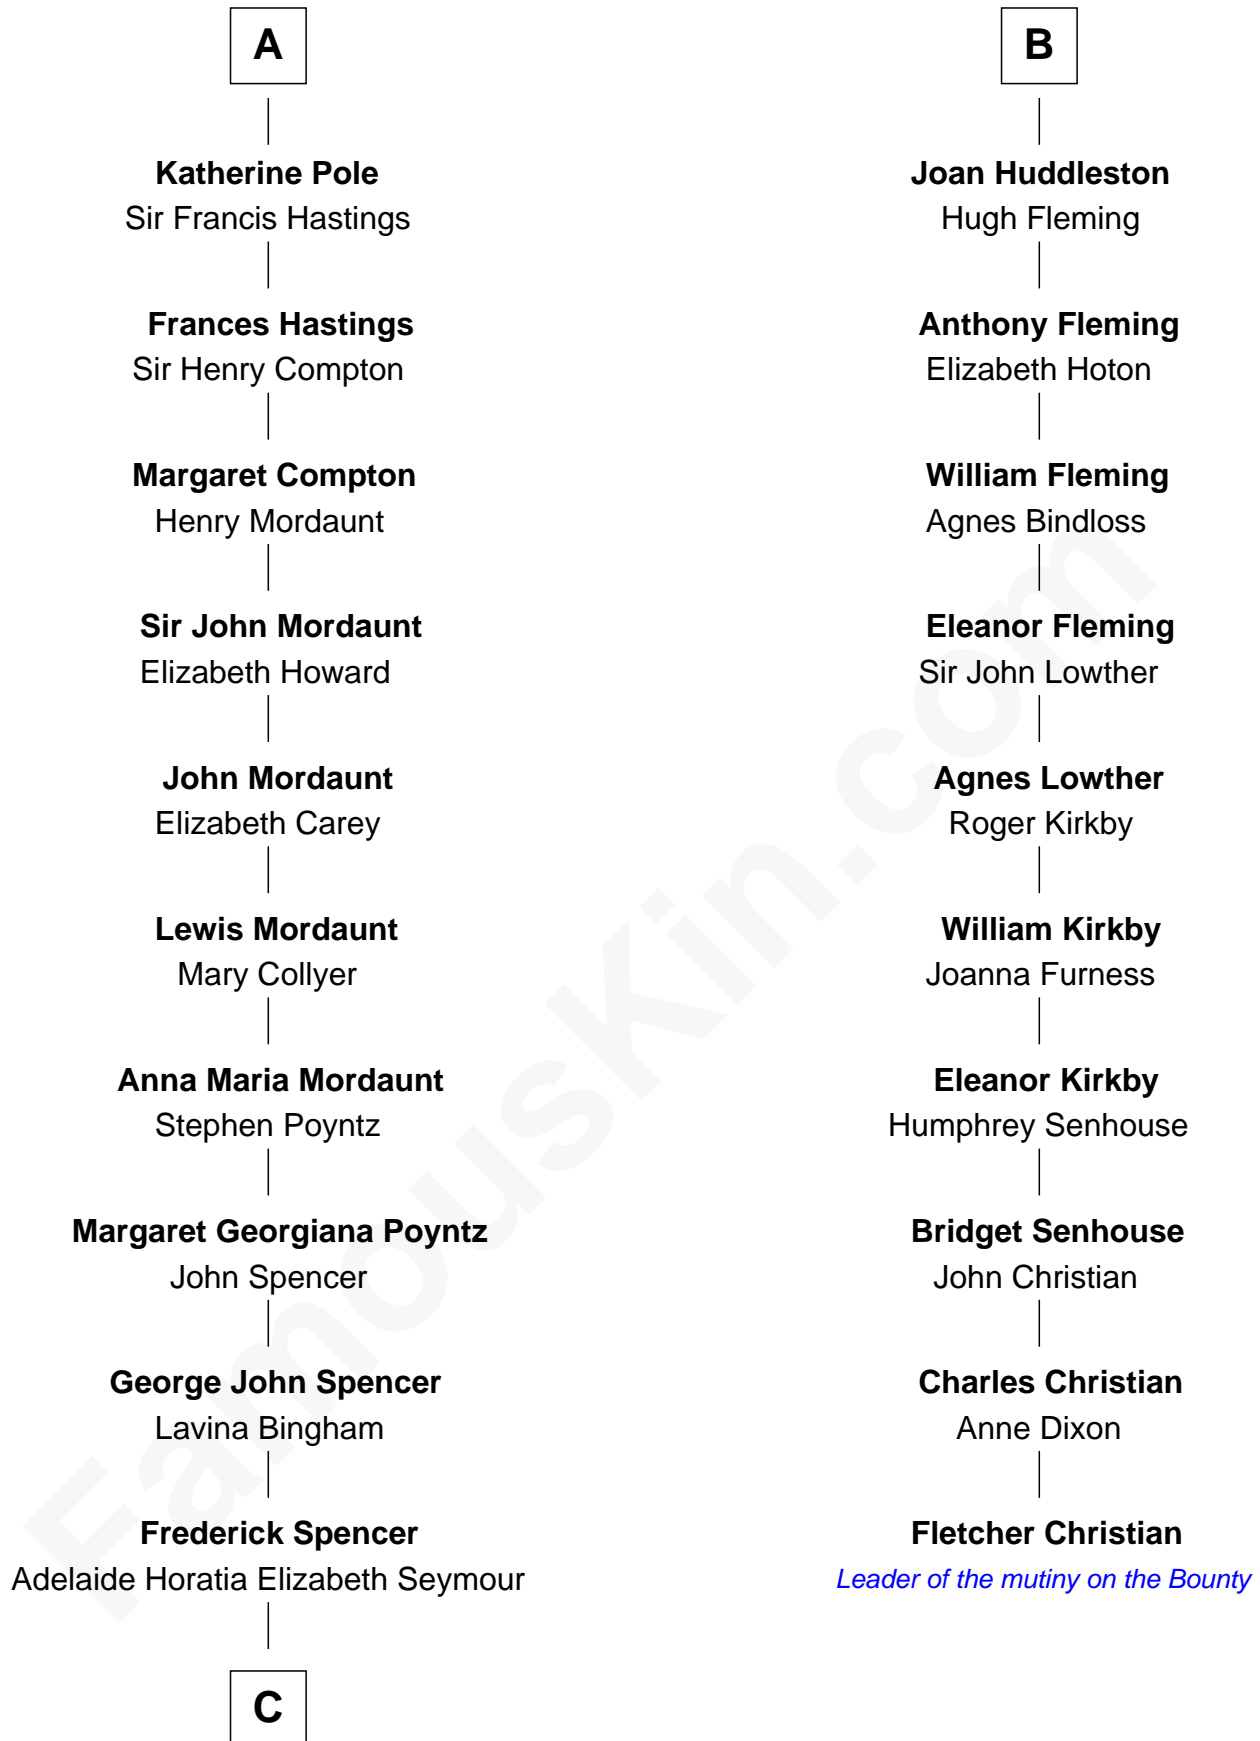 A
Katherine Pole
Sir Francis Hastings
Frances Hastings
Sir Henry Compton
Margaret Compton
Henry Mordaunt
Sir John Mordaunt
Elizabeth Howard
John Mordaunt
Elizabeth Carey
Lewis Mordaunt
Mary Collyer
Anna Maria Mordaunt
Stephen Poyntz
Margaret Georgiana Poyntz
John Spencer
George John Spencer
Lavina Bingham
Frederick Spencer
Adelaide Horatia Elizabeth Seymour
C
B
Joan Huddleston
Hugh Fleming
Anthony Fleming
Elizabeth Hoton
William Fleming
Agnes Bindloss
Eleanor Fleming
Sir John Lowther
Agnes Lowther
Roger Kirkby
William Kirkby
Joanna Furness
Eleanor Kirkby
Humphrey Senhouse
Bridget Senhouse
John Christian
Charles Christian
Anne Dixon
Fletcher Christian
Leader of the mutiny on the Bounty
FamousKin.com